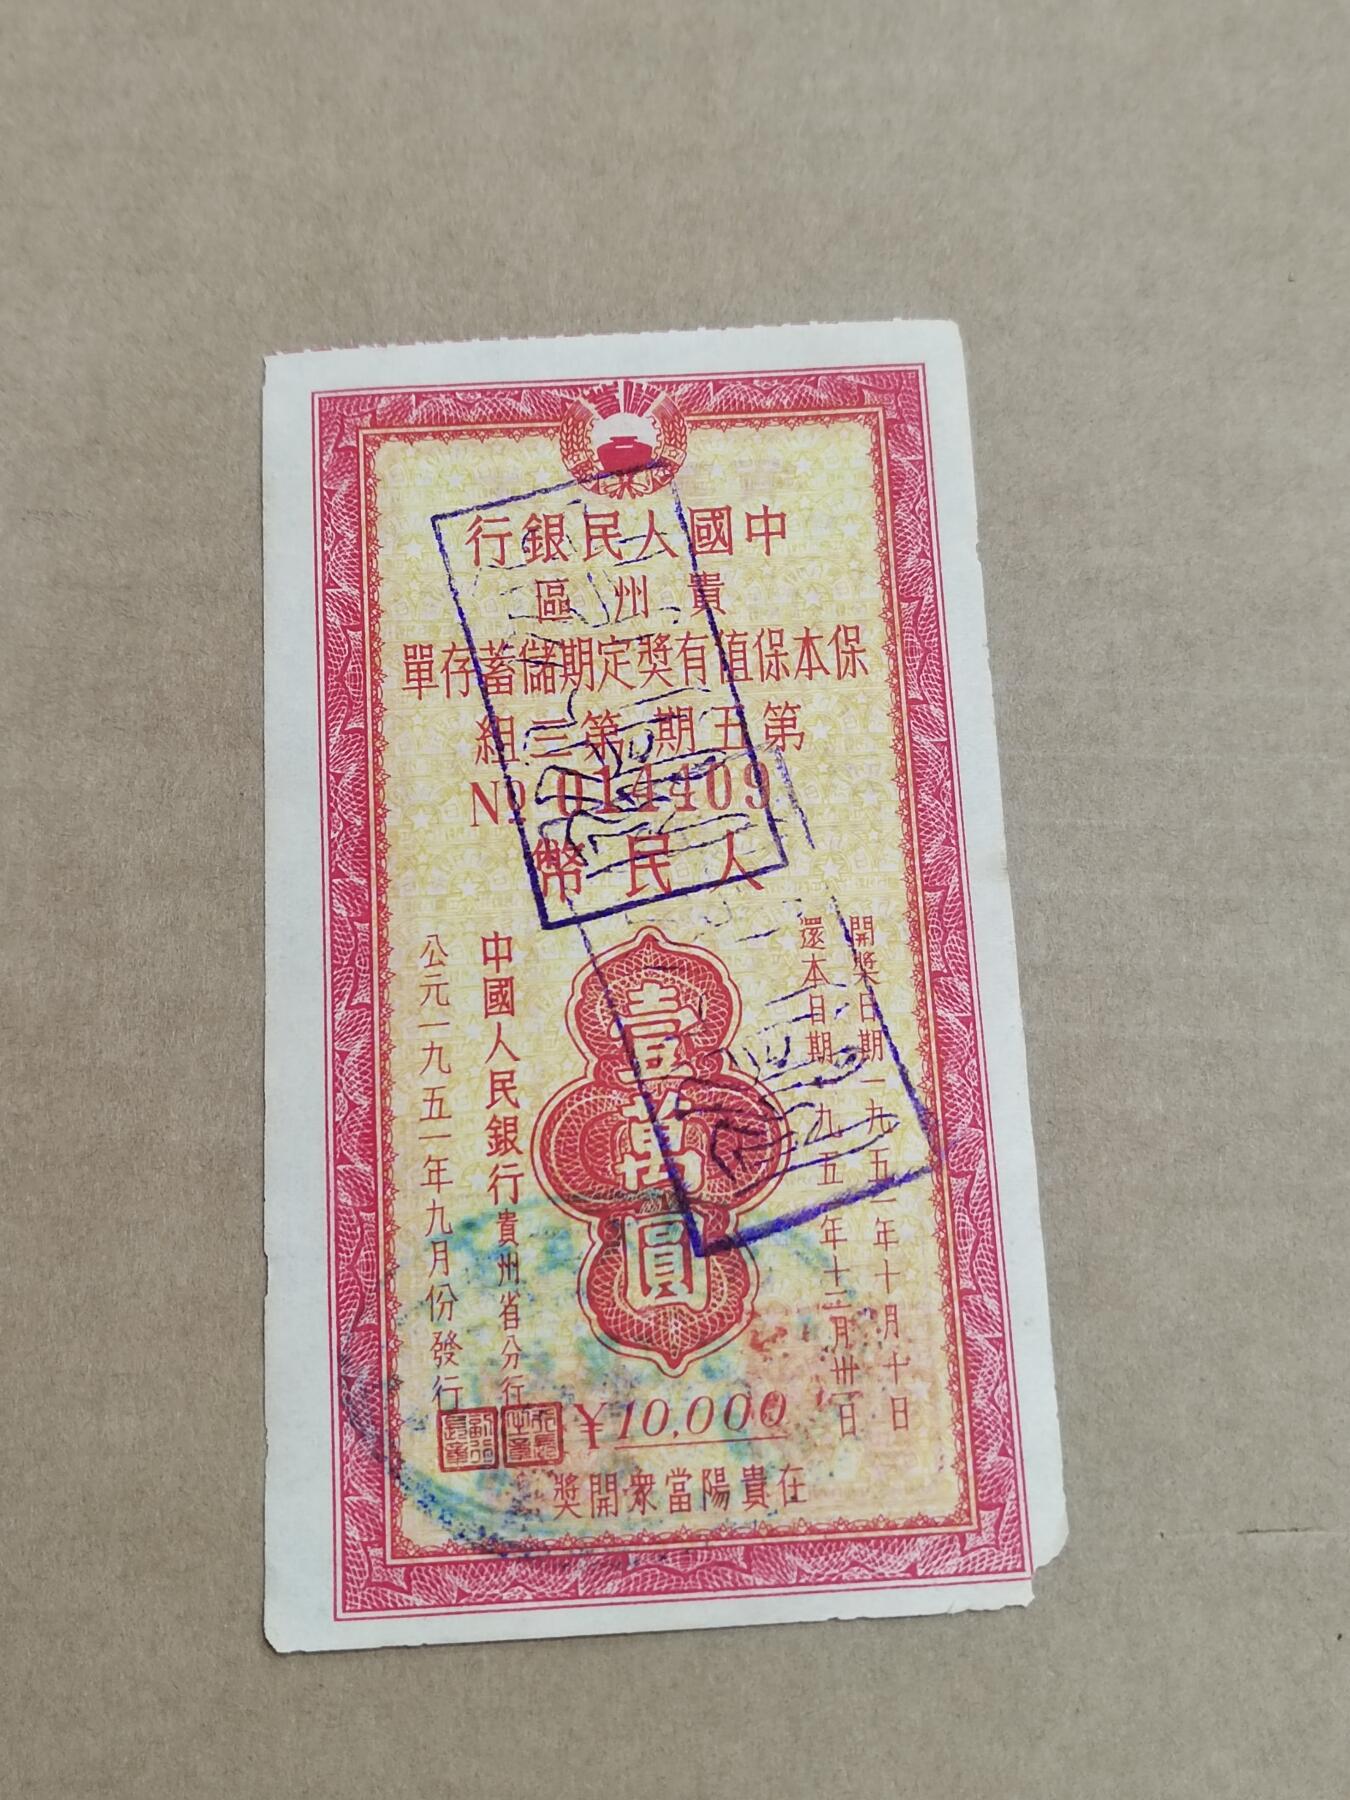 中國人民銀行
貴州區
保本保值有獎定期儲蓄存單
第五期第三組
№ 014409
人民幣
開獎日期一九五一年十月十日
還本日期一九五一年十二月卅一日
壹萬圓
中國人民銀行貴州省分行
公元一九五一年九月份發行
¥10,000
在貴陽當衆開獎